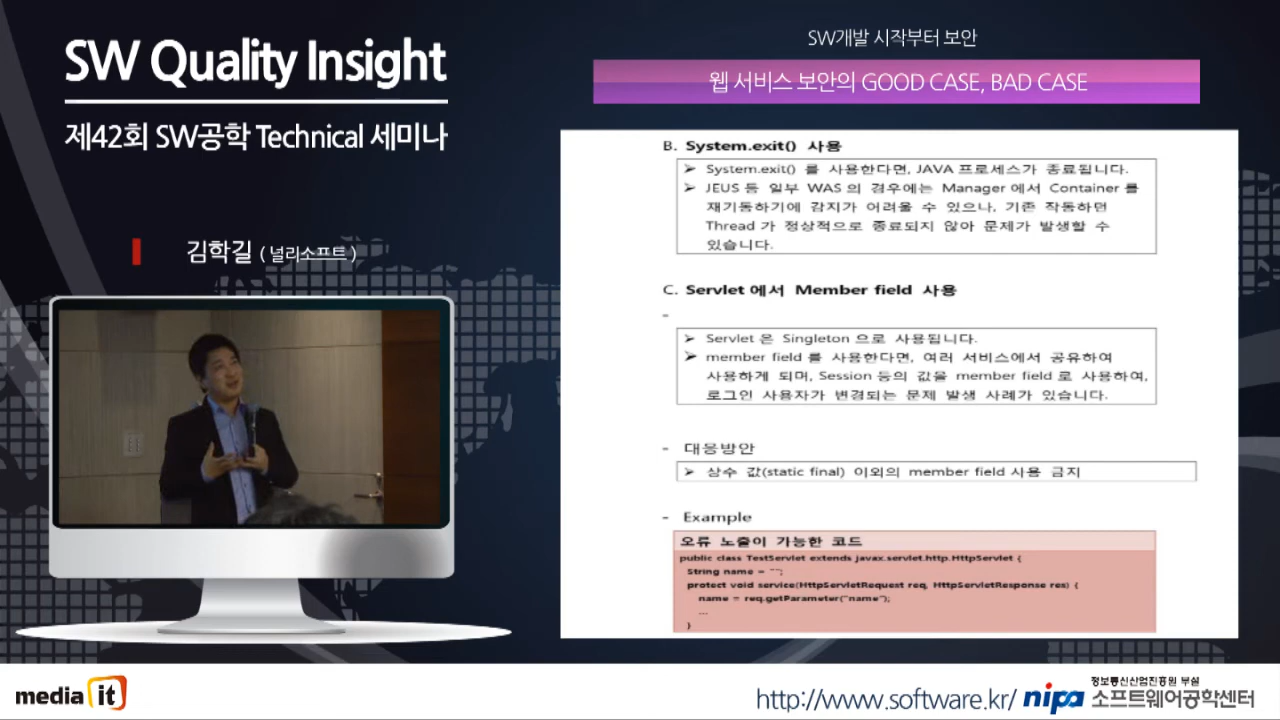 SW Quality Insight
제42회 SW공학 Technical 세미나
김학길 ( 널리소프트 )
SW개발 시작부터 보안
웹 서비스 보안의 GOOD CASE, BAD CASE
B. System.exit() 사용
➢ System.exit() 를 사용한다면, JAVA 프로세스가 종료됩니다.
➢ JEUS 등 일부 WAS 의 경우에는 Manager 에서 Container 를
재기동하기에 감지가 어려울 수 있으나, 기존 작동하던
Thread 가 정상적으로 종료되지 않아 문제가 발생할 수
있습니다.
C. Servlet 에서 Member field 사용
-
➢ Servlet 은 Singleton 으로 사용됩니다.
➢ member field 를 사용한다면, 여러 서비스에서 공유하여
사용하게 되며, Session 등의 값을 member field 로 사용하여,
로그인 사용자가 변경되는 문제 발생 사례가 있습니다.
- 대응방안
➢ 상수 값(static final) 이외의 member field 사용 금지
- Example
오류 노출이 가능한 코드
public class TestServlet extends javax.servlet.http.HttpServlet {
String name = "";
protect void service(HttpServletRequest req, HttpServletResponse res) {
name = req.getParameter("name");
...
}
media it
http://www.software.kr/
nipa
정보통신산업진흥원 부설
소프트웨어공학센터